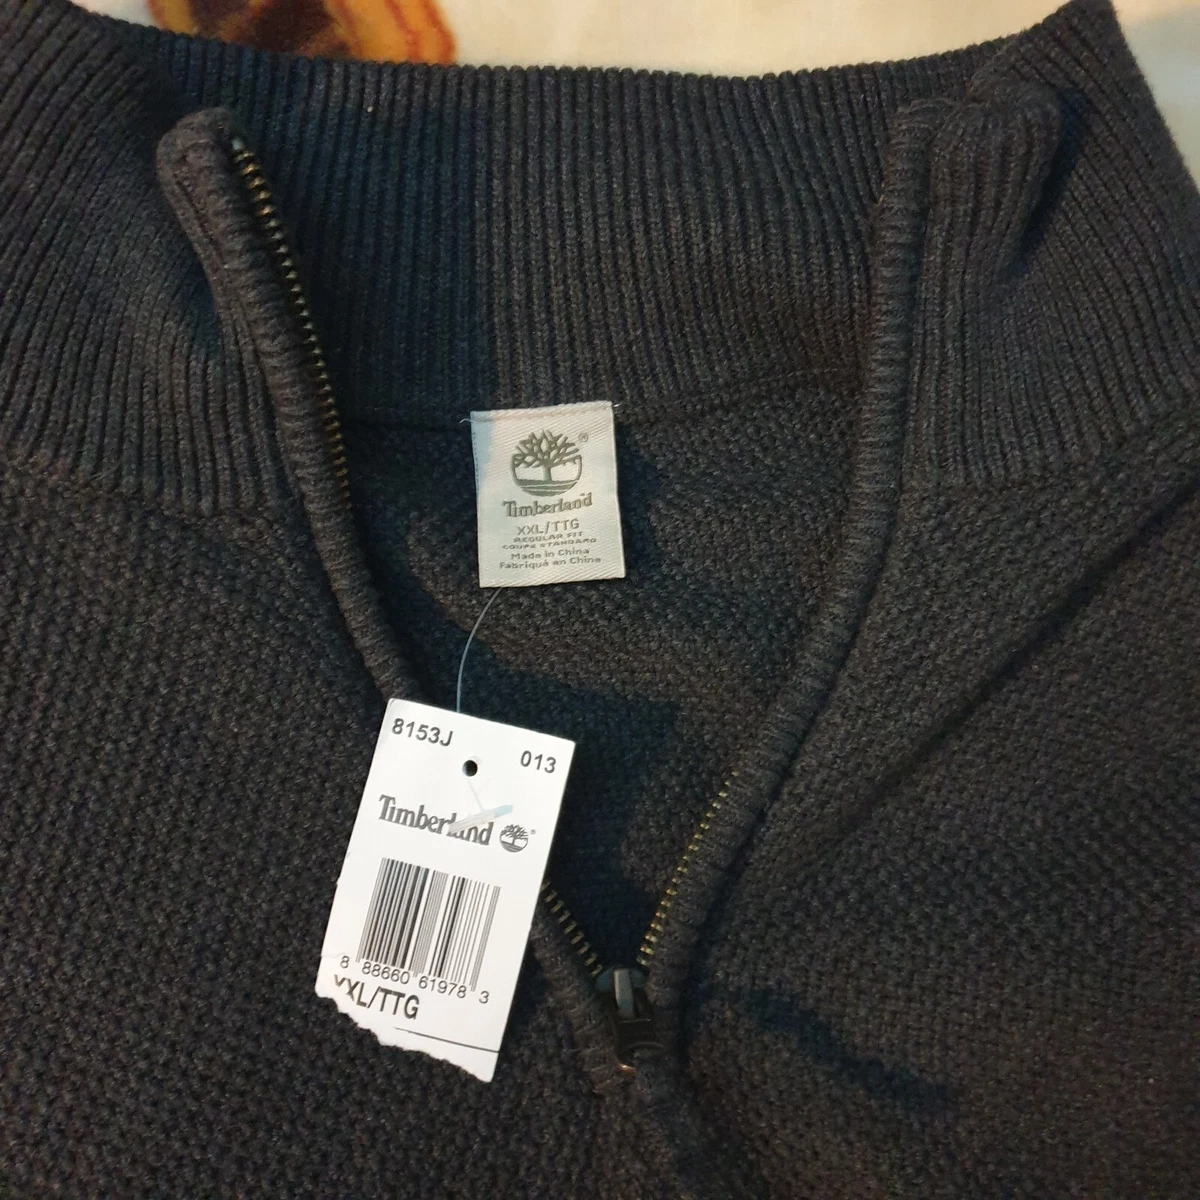 Timberland®
XXL/TTG
REGULAR FIT
COUPE STANDARD
Made in China
Fabriqué en China
8153J
013
Timberland
8 88660 61978 3
XXL/TTG